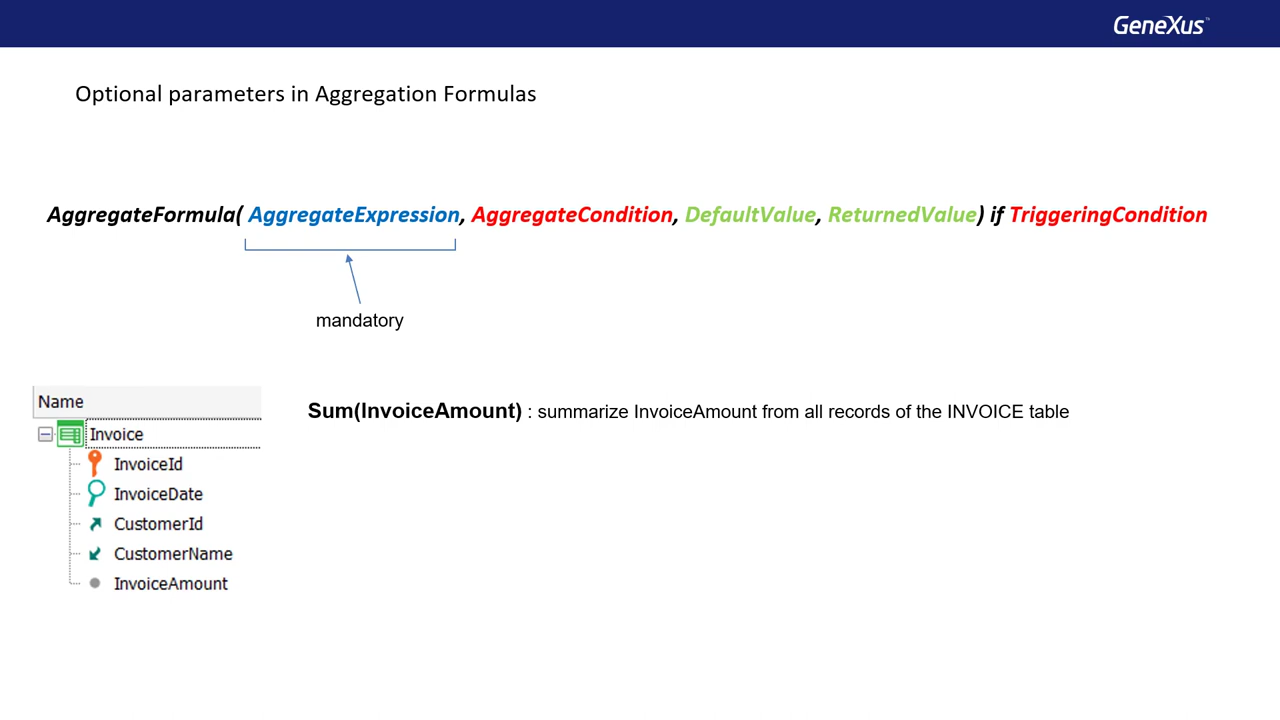 GeneXus™
Optional parameters in Aggregation Formulas
AggregateFormula( AggregateExpression, AggregateCondition, DefaultValue, ReturnedValue) if TriggeringCondition
mandatory
Name
Sum(InvoiceAmount) : summarize InvoiceAmount from all records of the INVOICE table
Invoice
InvoiceId
InvoiceDate
CustomerId
CustomerName
InvoiceAmount